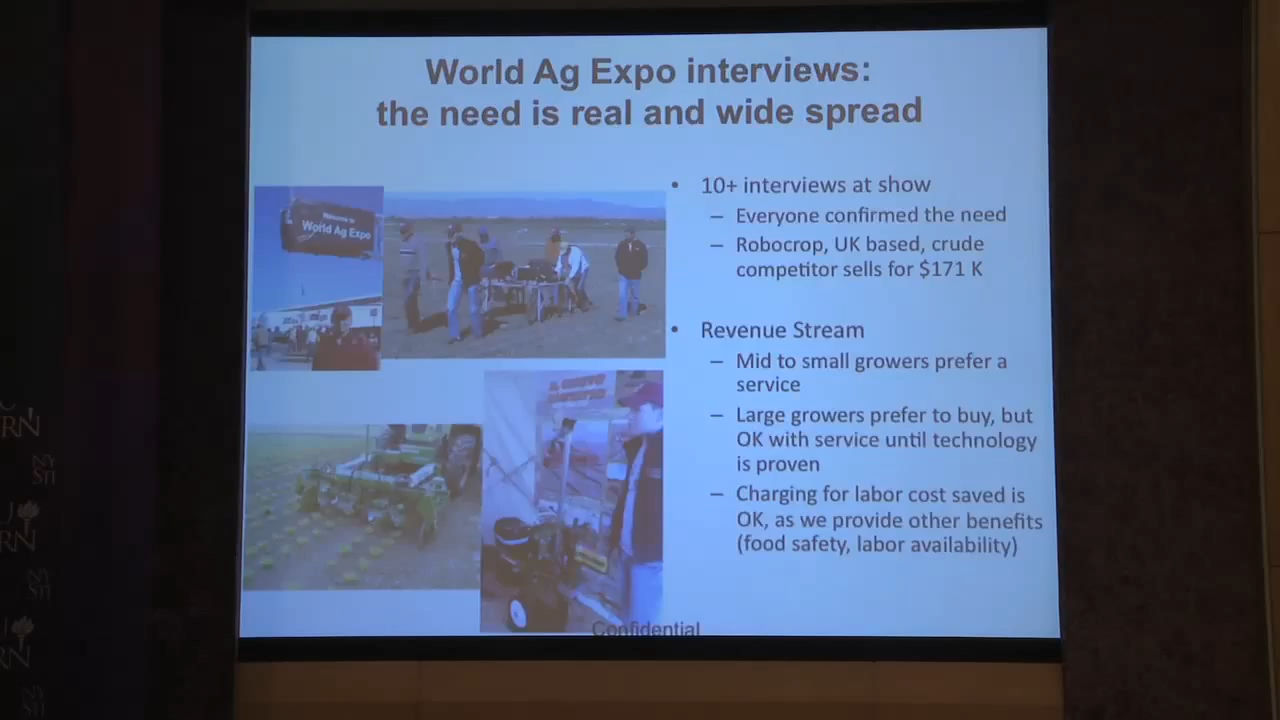 World Ag Expo interviews:
the need is real and wide spread
Welcome to
World Ag Expo
• 10+ interviews at show
– Everyone confirmed the need
– Robocrop, UK based, crude
competitor sells for $171 K
• Revenue Stream
– Mid to small growers prefer a
service
– Large growers prefer to buy, but
OK with service until technology
is proven
– Charging for labor cost saved is
OK, as we provide other benefits
(food safety, labor availability)
Confidential
RN
RN
RN